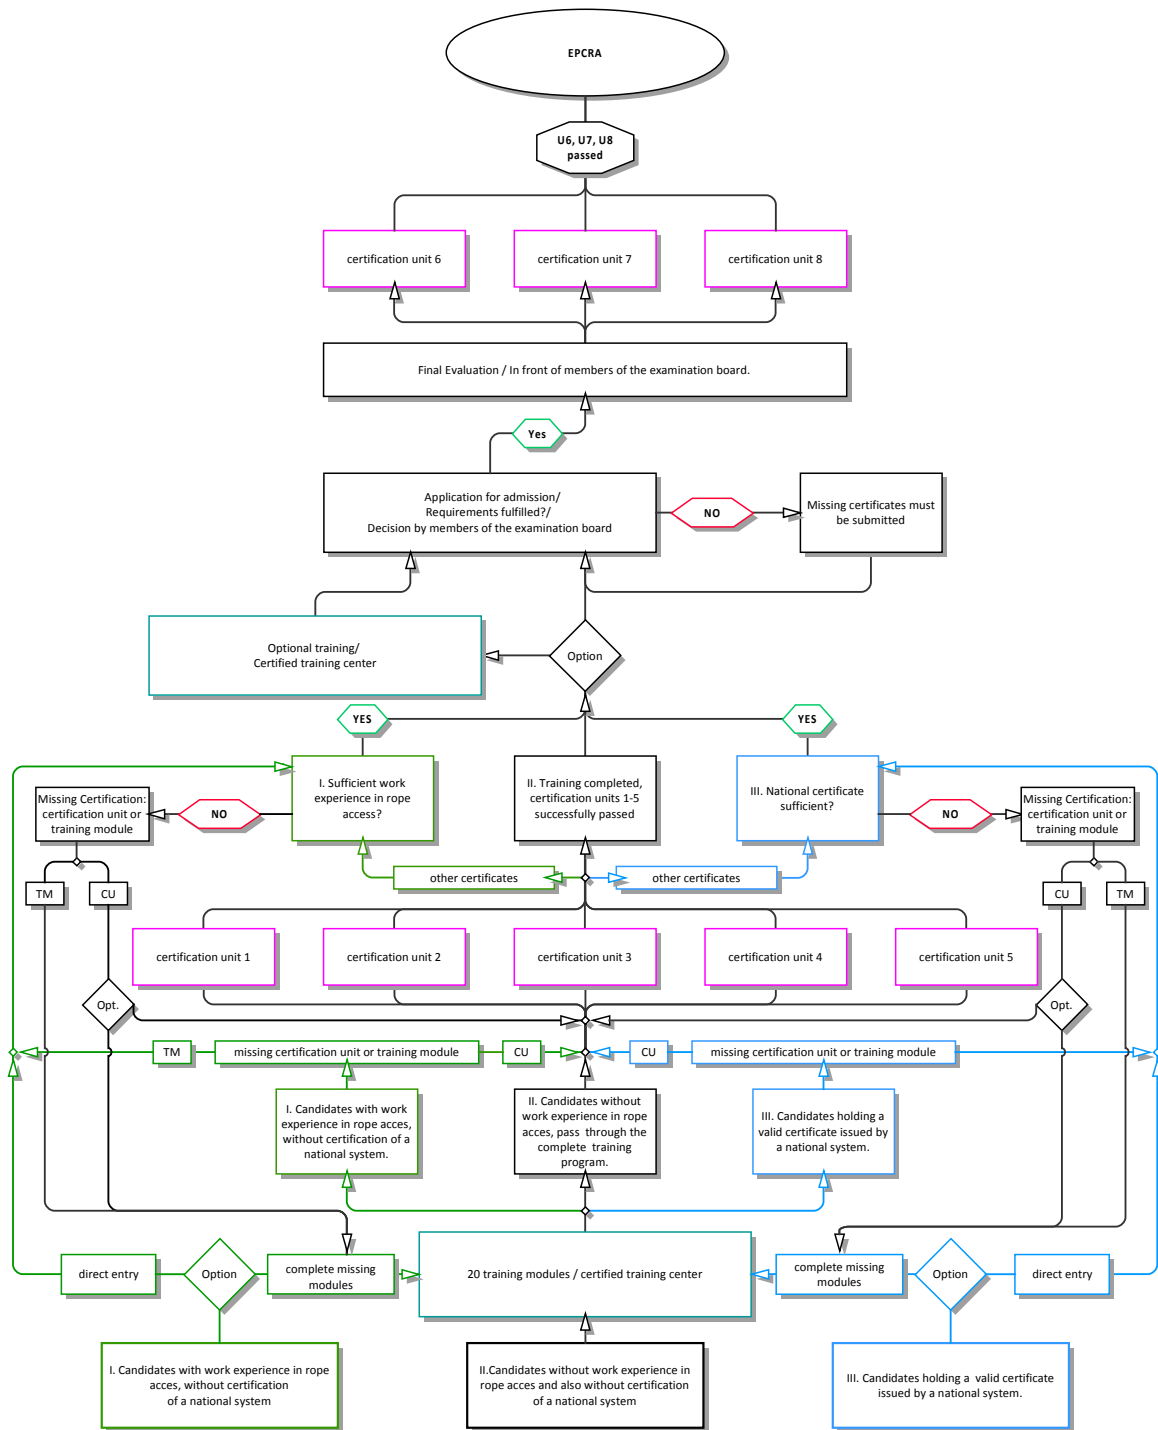 EPCRA
U6, U7, U8
passed
certification unit 6
certification unit 7
certification unit 8
Final Evaluation / In front of members of the examination board.
Yes
Application for admission/
Requirements fulfilled?/
Decision by members of the examination board
NO
Missing certificates must
be submitted
Optional training/
Certified training center
Option
YES
YES
I. Sufficient work
experience in rope
access?
II. Training completed,
certification units 1-5
successfully passed
III. National certificate
sufficient?
Missing Certification:
certification unit or
training module
NO
NO
Missing Certification:
certification unit or
training module
other certificates
other certificates
TM
CU
CU
TM
certification unit 1
certification unit 2
certification unit 3
certification unit 4
certification unit 5
Opt.
Opt.
TM
missing certification unit or training module
CU
CU
missing certification unit or training module
I. Candidates with work
experience in rope acces,
without certification of a
national system.
II. Candidates without
work experience in rope
acces, pass through the
complete training
program.
III. Candidates holding a
valid certificate issued by
a national system.
direct entry
Option
complete missing
modules
20 training modules / certified training center
complete missing
modules
Option
direct entry
I. Candidates with work experience in rope
acces, without certification
of a national system
II.Candidates without work experience in
rope acces and also without certification
of a national system
III. Candidates holding a valid certificate
issued by a national system.